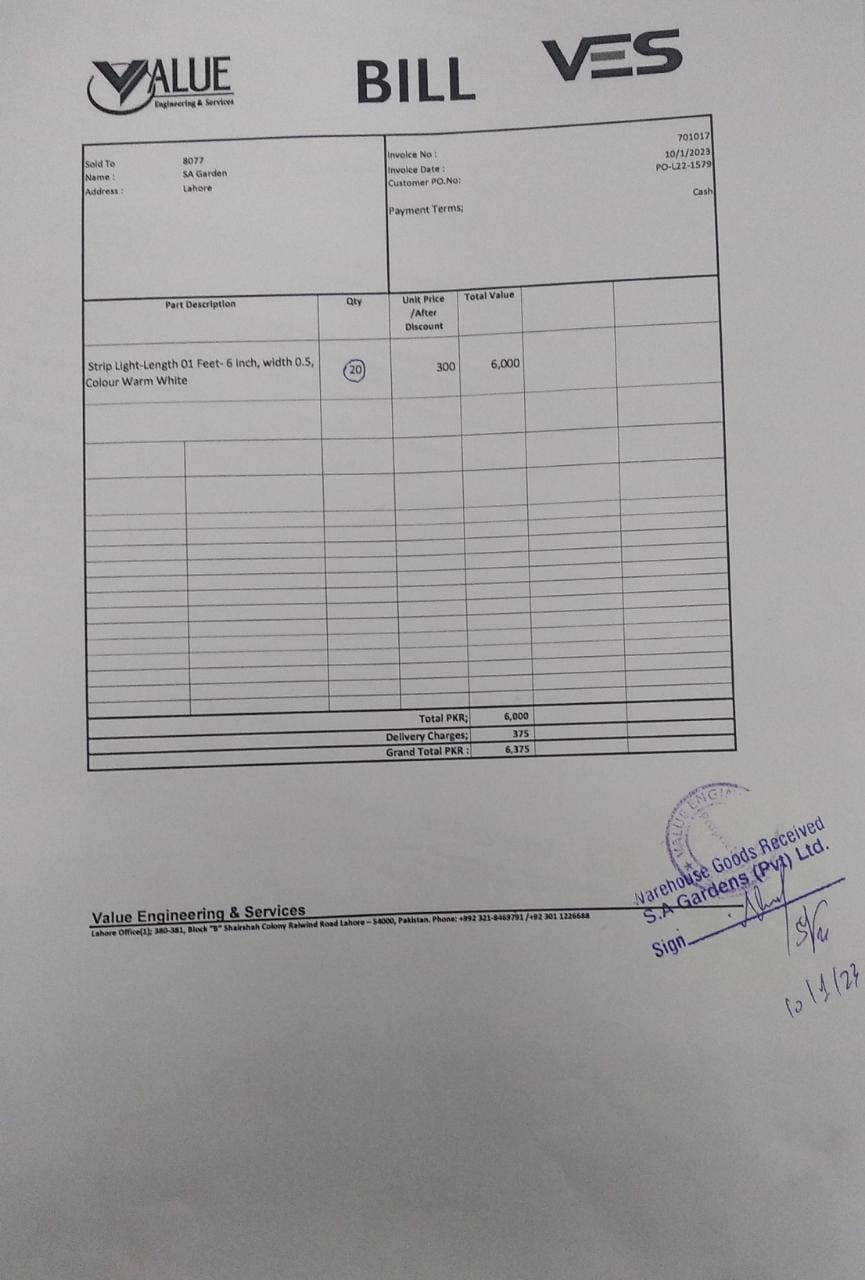 VALUE
Engineering & Services
BILL
VES
Sold To 8077
Name : SA Garden
Address : Lahore
Invoice No : 701017
Invoice Date : 10/1/2023
Customer PO.No: PO-L22-1579
Payment Terms; Cash
Part Description Qty Unit Price /After Discount Total Value
Strip Light-Length 01 Feet- 6 inch, width 0.5, 20 300 6,000
Colour Warm White
Total PKR; 6,000
Delivery Charges; 375
Grand Total PKR : 6,375
VALUE ENGIN
Warehouse Goods Received
S.A Gardens (Pvt) Ltd.
Sign
10/1/23
Value Engineering & Services
Lahore Office(1); 380-381, Block "B" Shairshah Colony Raiwind Road Lahore – 54000, Pakistan. Phone: +992 321-8469791 /+92 301 1226688